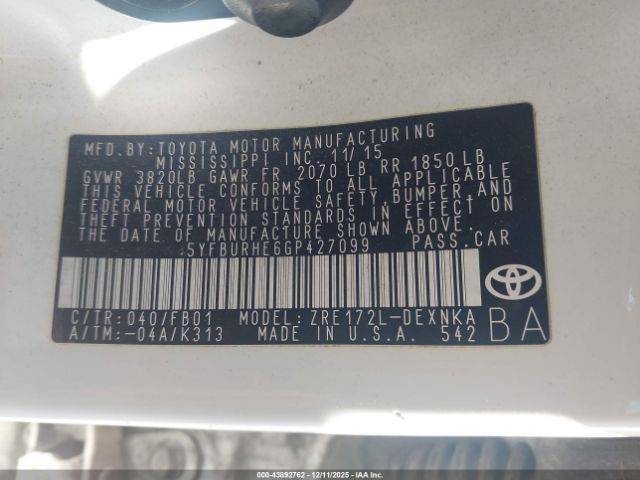 MFD.BY:TOYOTA MOTOR MANUFACTURING
MISSISSIPPI INC. 11/15
GVWR 3820LB GAWR FR 2070 LB RR 1850 LB
THIS VEHICLE CONFORMS TO ALL APPLICABLE
FEDERAL MOTOR VEHICLE SAFETY,BUMPER,AND
THEFT PREVENTION STANDARDS IN EFFECT ON
THE DATE OF MANUFACTURE SHOWN ABOVE.
5YFBURHE6GP427099 PASS.CAR
C/TR:040/FB01 MODEL:ZRE172L-DEXNKA
A/TM:-04A/K313 MADE IN U.S.A. 542
BA
000-43892762 - 12/11/2025 - Copyright IAA, Inc.